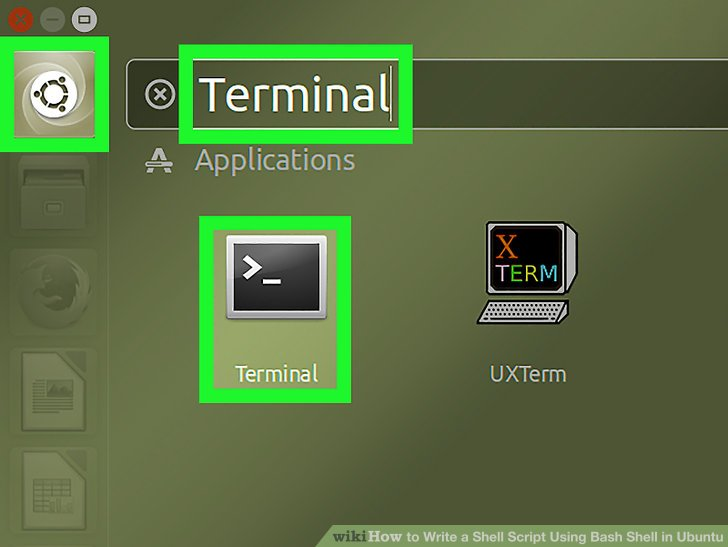 Terminal
Applications
X
TERM
Terminal
UXTerm
wikiHow to Write a Shell Script Using Bash Shell in Ubuntu